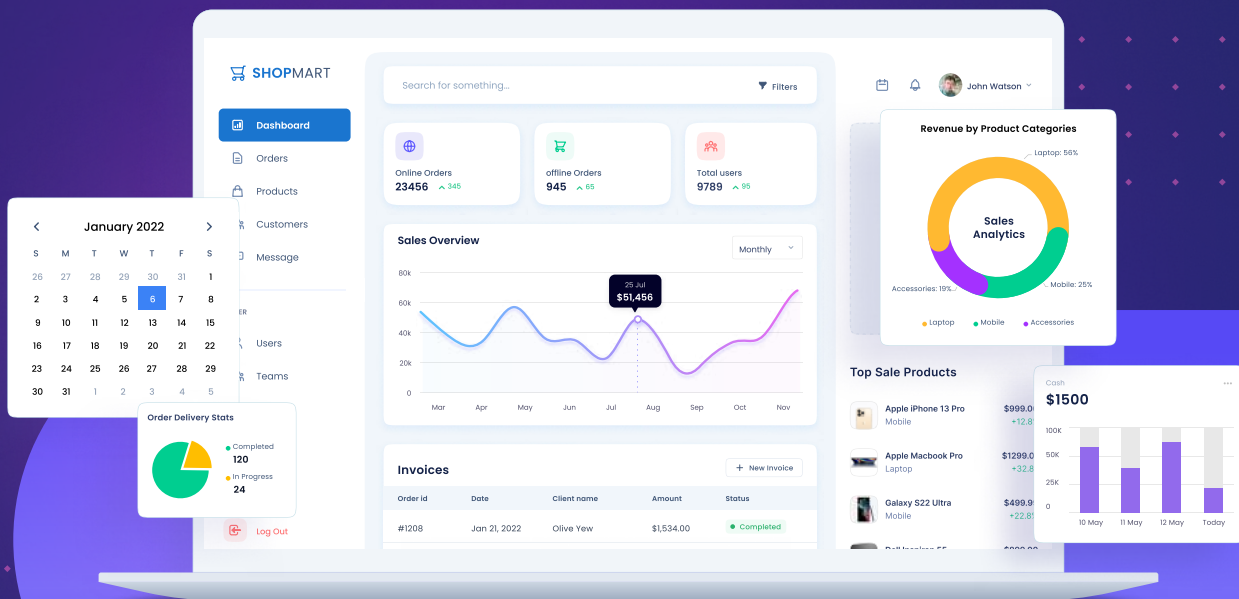 SHOPMART
Dashboard
Orders
Products
Customers
Message
Users
Teams
Log Out
January 2022
S M T W T F S
26 27 28 29 30 31 1
2 3 4 5 6 7 8
9 10 11 12 13 14 15
16 17 18 19 20 21 22
23 24 25 26 27 28 29
30 31 1 2 3 4 5
Order Delivery Stats
Completed
120
In Progress
24
Search for something...
Filters
Online Orders
23456 345
offline Orders
945 65
Total users
9789 95
Sales Overview
Monthly
80k
60k
40k
20k
0
25 Jul
$51,456
Mar Apr May Jun Jul Aug Sep Oct Nov
Invoices
New Invoice
Order id Date Client name Amount Status
#1208 Jan 21, 2022 Olive Yew $1,534.00 Completed
John Watson
Revenue by Product Categories
Laptop: 56%
Sales
Analytics
Accessories: 19%
Mobile: 25%
Laptop Mobile Accessories
Top Sale Products
Apple iPhone 13 Pro $999.0
Mobile +12.8
Apple Macbook Pro $1299.0
Laptop +32.8
Galaxy S22 Ultra $499.9
Mobile +22.8
Cash
$1500
100K
50K
25K
0
10 May 11 May 12 May Today